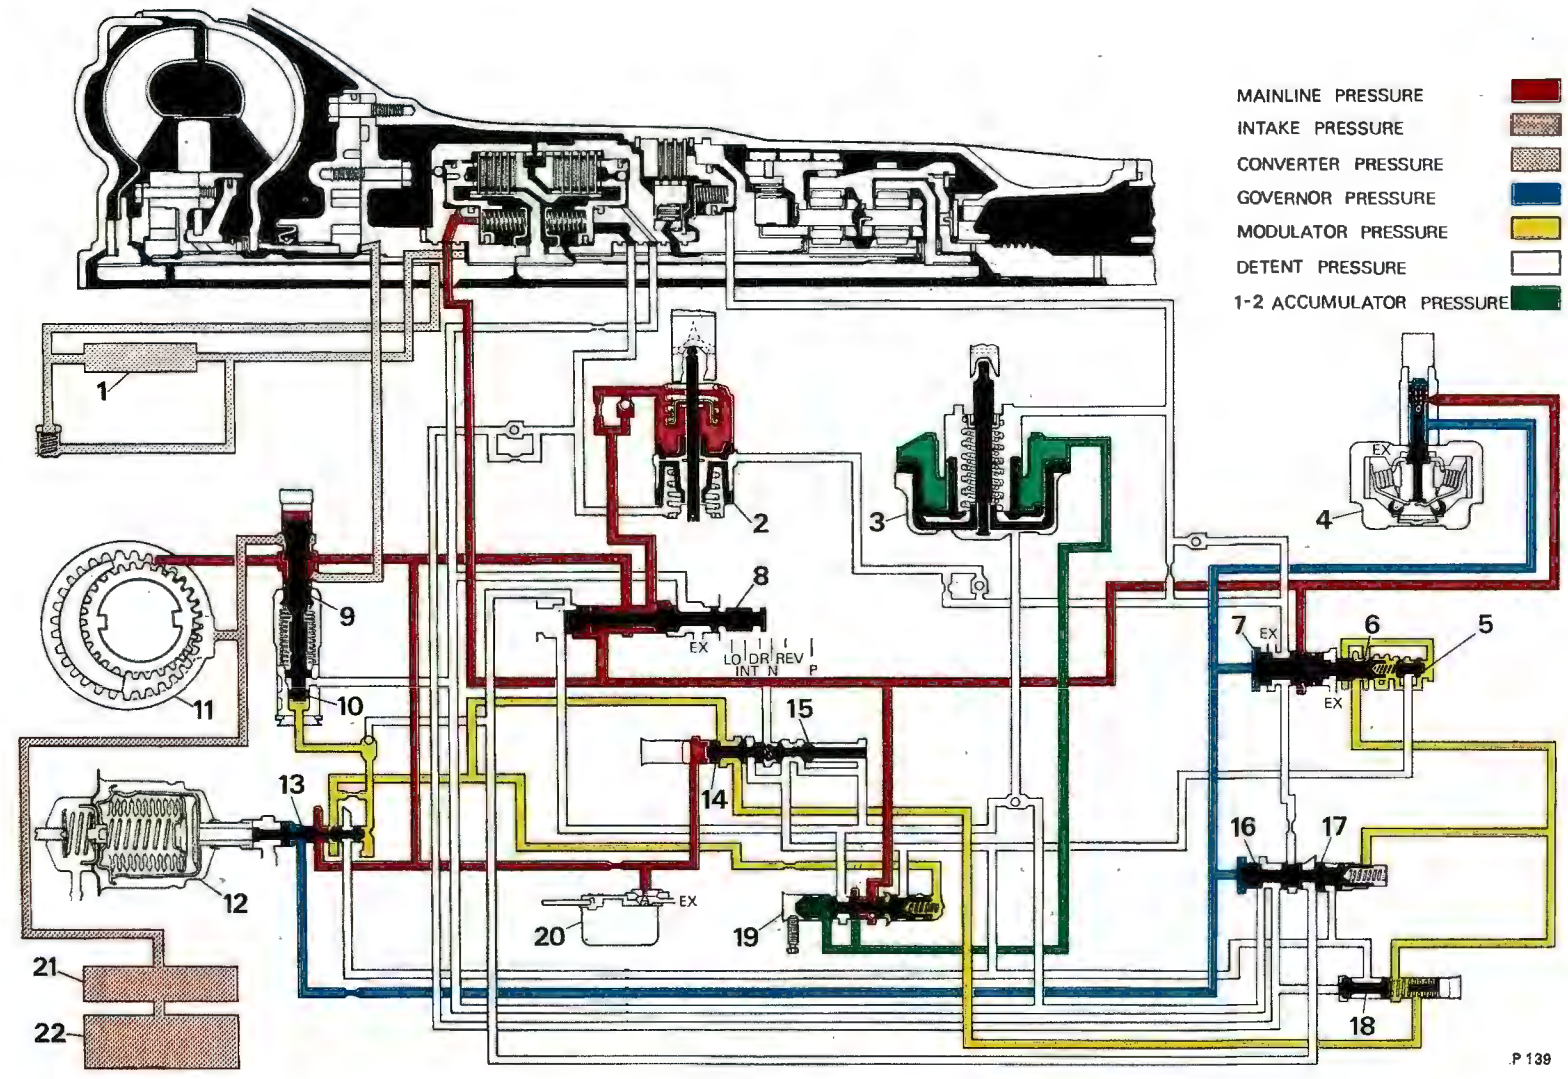 MAINLINE PRESSURE
INTAKE PRESSURE
CONVERTER PRESSURE
GOVERNOR PRESSURE
MODULATOR PRESSURE
DETENT PRESSURE
1-2 ACCUMULATOR PRESSURE
1
2
3
EX
4
8
9
7
EX
6
5
EX
LO DR REV
INT N P
10
11
EX
15
14
13
12
16
17
EX
20
19
21
18
22
P 139